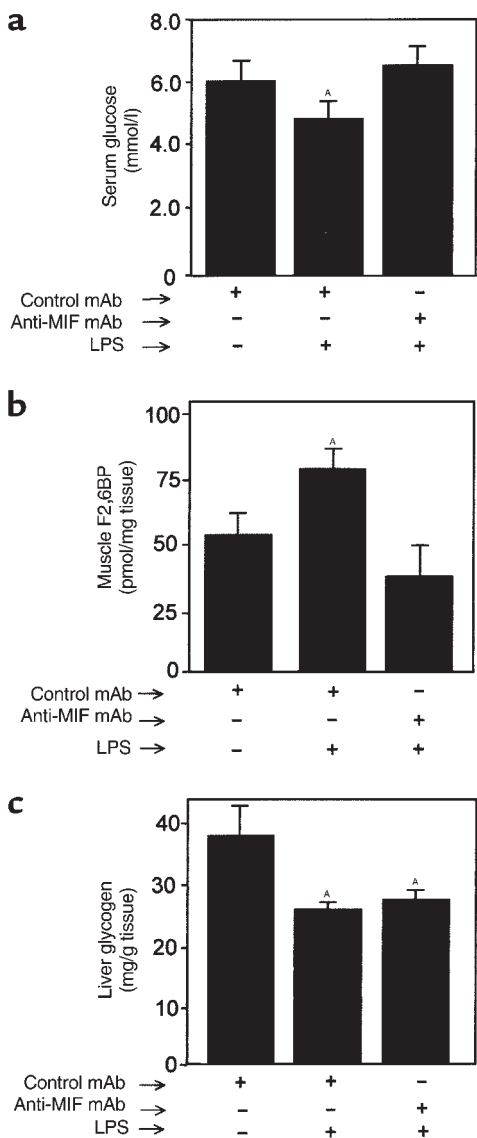 a
8.0
6.0
4.0
2.0
0
Serum glucose
(mmol/l)
A
Control mAb → + + –
Anti-MIF mAb → – – +
LPS → – + +
b
100
75
50
25
0
Muscle F2,6BP
(pmol/mg tissue)
A
Control mAb → + + –
Anti-MIF mAb → – – +
LPS → – + +
c
40
30
20
10
0
Liver glycogen
(mg/g tissue)
A A
Control mAb → + + –
Anti-MIF mAb → – – +
LPS → – + +